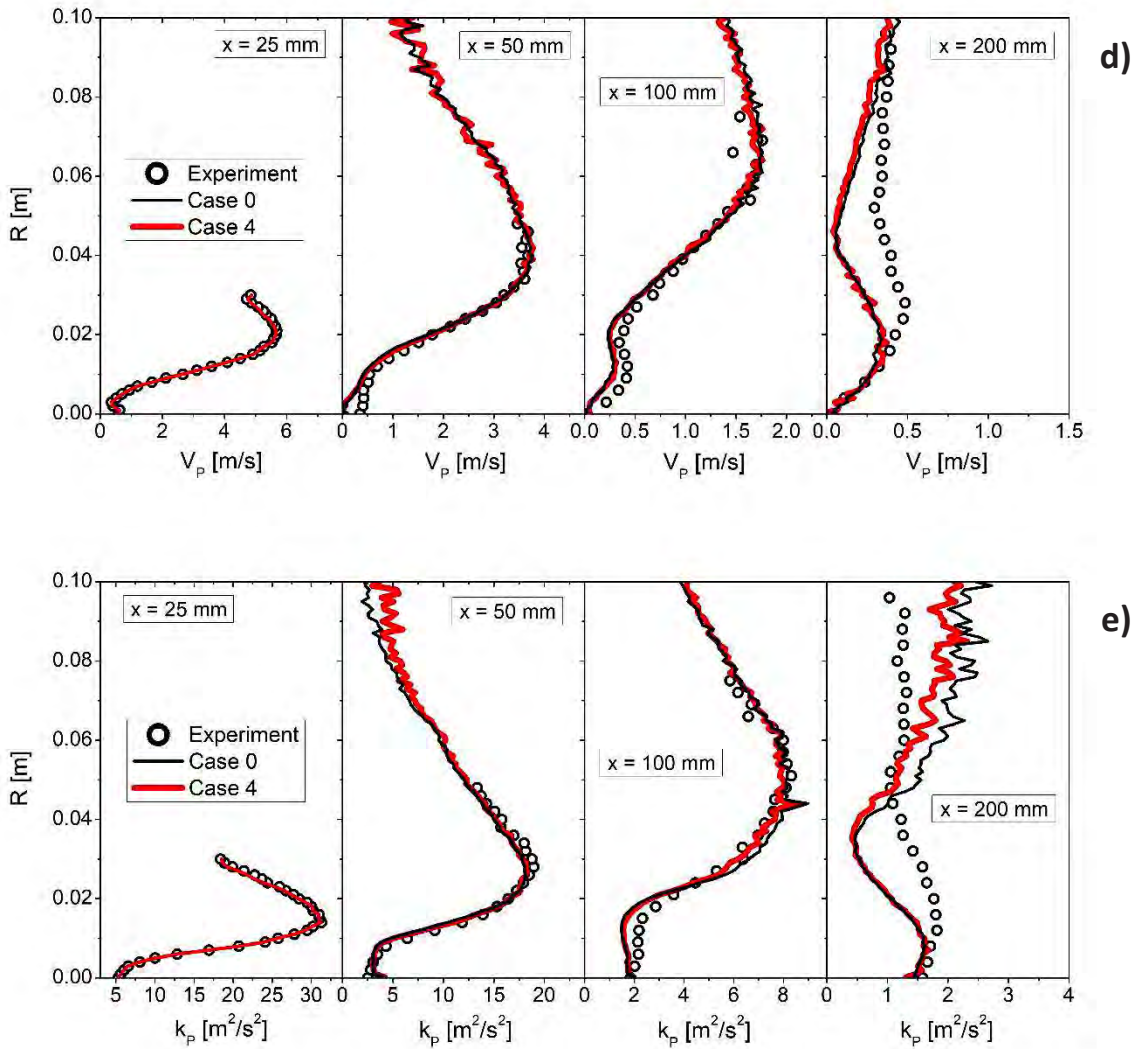 d)
x = 25 mm
x = 50 mm
x = 100 mm
x = 200 mm
Experiment
Case 0
Case 4
R [m]
0.10
0.08
0.06
0.04
0.02
0.00
0 2 4 6
0 1 2 3 4
0.0 0.5 1.0 1.5 2.0
0.0 0.5 1.0 1.5
V_P [m/s] V_P [m/s] V_P [m/s] V_P [m/s]
e)
x = 25 mm
x = 50 mm
x = 100 mm
x = 200 mm
Experiment
Case 0
Case 4
R [m]
0.10
0.08
0.06
0.04
0.02
0.00
5 10 15 20 25 30
0 5 10 15 20
0 2 4 6 8
0 1 2 3 4
k_P [m²/s²] k_P [m²/s²] k_P [m²/s²] k_P [m²/s²]